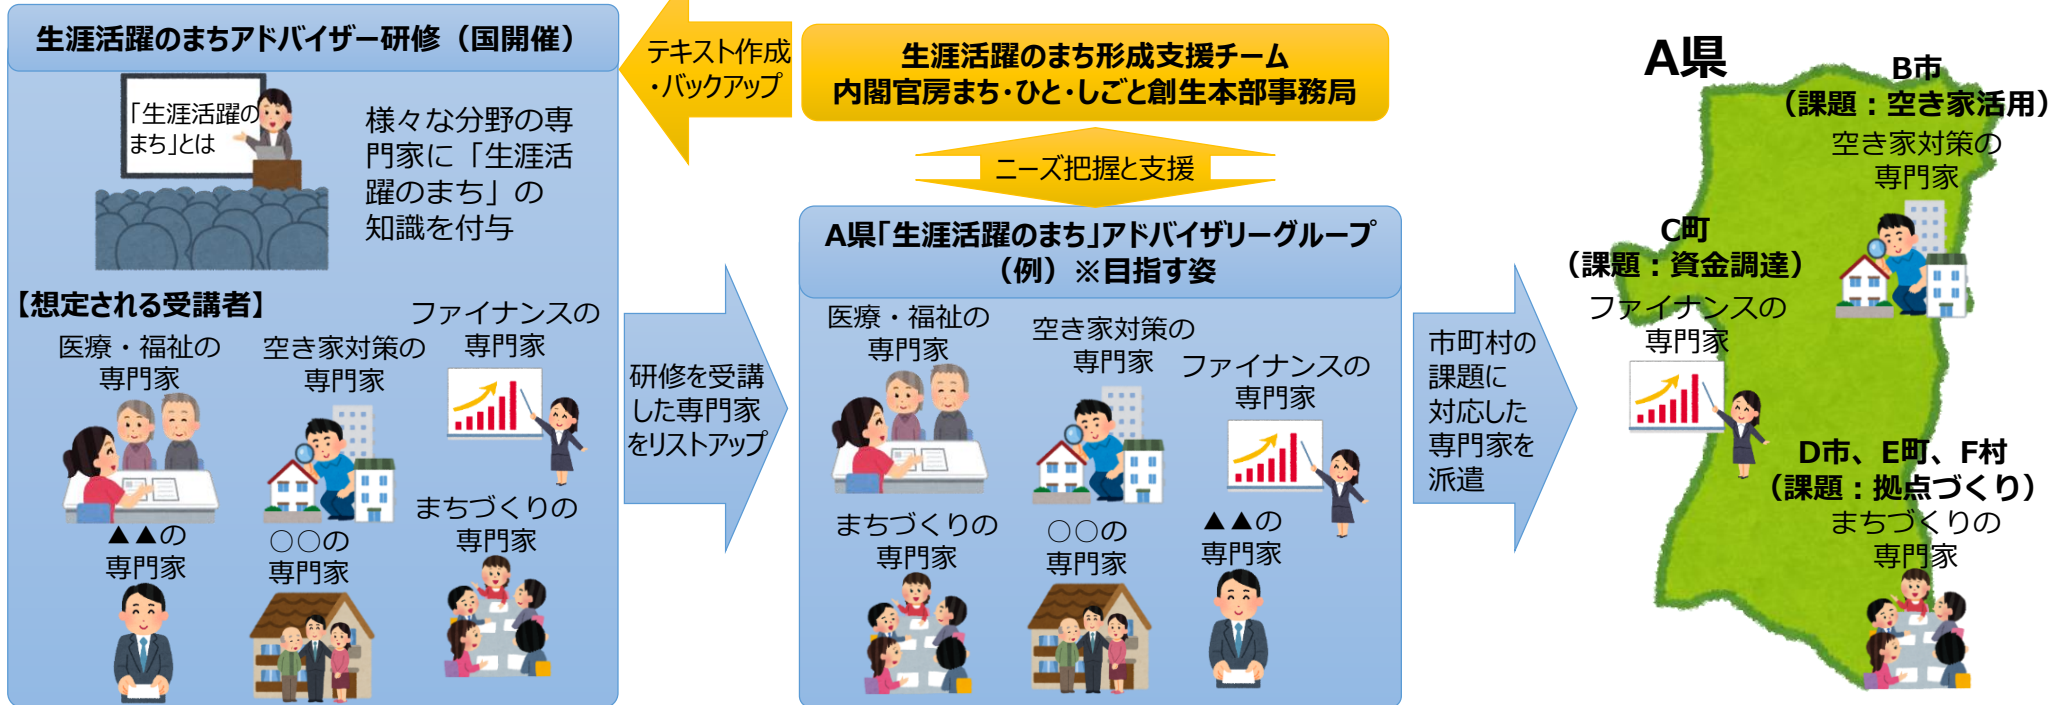 生涯活躍のまちアドバイザー研修（国開催）
「生涯活躍の
まち」とは
様々な分野の専
門家に「生涯活
躍のまち」の
知識を付与
【想定される受講者】
医療・福祉の
専門家
空き家対策の
専門家
ファイナンスの
専門家
▲▲の
専門家
○○の
専門家
まちづくりの
専門家
テキスト作成
・バックアップ
生涯活躍のまち形成支援チーム
内閣官房まち・ひと・しごと創生本部事務局
ニーズ把握と支援
研修を受講
した専門家
をリストアップ
A県「生涯活躍のまち」アドバイザリーグループ
（例）※目指す姿
医療・福祉の
専門家
空き家対策の
専門家
ファイナンスの
専門家
まちづくりの
専門家
○○の
専門家
▲▲の
専門家
市町村の
課題に
対応した
専門家を
派遣
A県
B市
（課題：空き家活用）
空き家対策の
専門家
C町
（課題：資金調達）
ファイナンスの
専門家
D市、E町、F村
（課題：拠点づくり）
まちづくりの
専門家